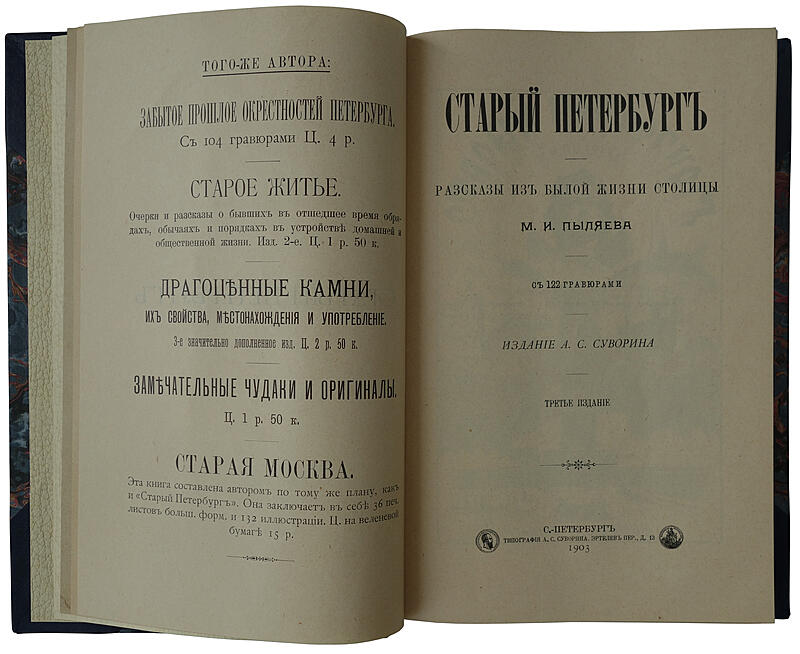 ТОГО-ЖЕ АВТОРА:
ЗАБЫТОЕ ПРОШЛОЕ ОКРЕСТНОСТЕЙ ПЕТЕРБУРГА.
Съ 104 гравюрами Ц. 4 р.
СТАРОЕ ЖИТЬЕ.
Очерки и разсказы о бывшихъ въ отшедшее время обря-
дахъ, обычаяхъ и порядкахъ въ устройствѣ домашней и
общественной жизни. Изд. 2-е. Ц. 1 р. 50 к.
ДРАГОЦѢННЫЕ КАМНИ,
ИХЪ СВОЙСТВА, МѢСТОНАХОЖДЕНІЯ И УПОТРЕБЛЕНІЕ.
3-е значительно дополненное изд. Ц. 2 р. 50 к.
ЗАМѢЧАТЕЛЬНЫЕ ЧУДАКИ И ОРИГИНАЛЫ.
Ц. 1 р. 50 к.
СТАРАЯ МОСКВА.
Эта книга составлена авторомъ по тому же плану, какъ
и «Старый Петербургъ». Она заключаетъ въ себѣ 36 печ.
листовъ больш. форм. и 132 иллюстраціи. Ц. на веленевой
бумагѣ 15 р.
СТАРЫЙ ПЕТЕРБУРГЪ
РАЗСКАЗЫ ИЗЪ БЫЛОЙ ЖИЗНИ СТОЛИЦЫ
М. И. ПЫЛЯЕВА
СЪ 122 ГРАВЮРАМИ
ИЗДАНІЕ А. С. СУВОРИНА
ТРЕТЬЕ ИЗДАНІЕ
С.-ПЕТЕРБУРГЪ
ТИПОГРАФІЯ А. С. СУВОРИНА. ЭРТЕЛЕВЪ ПЕР., Д. 13
1903